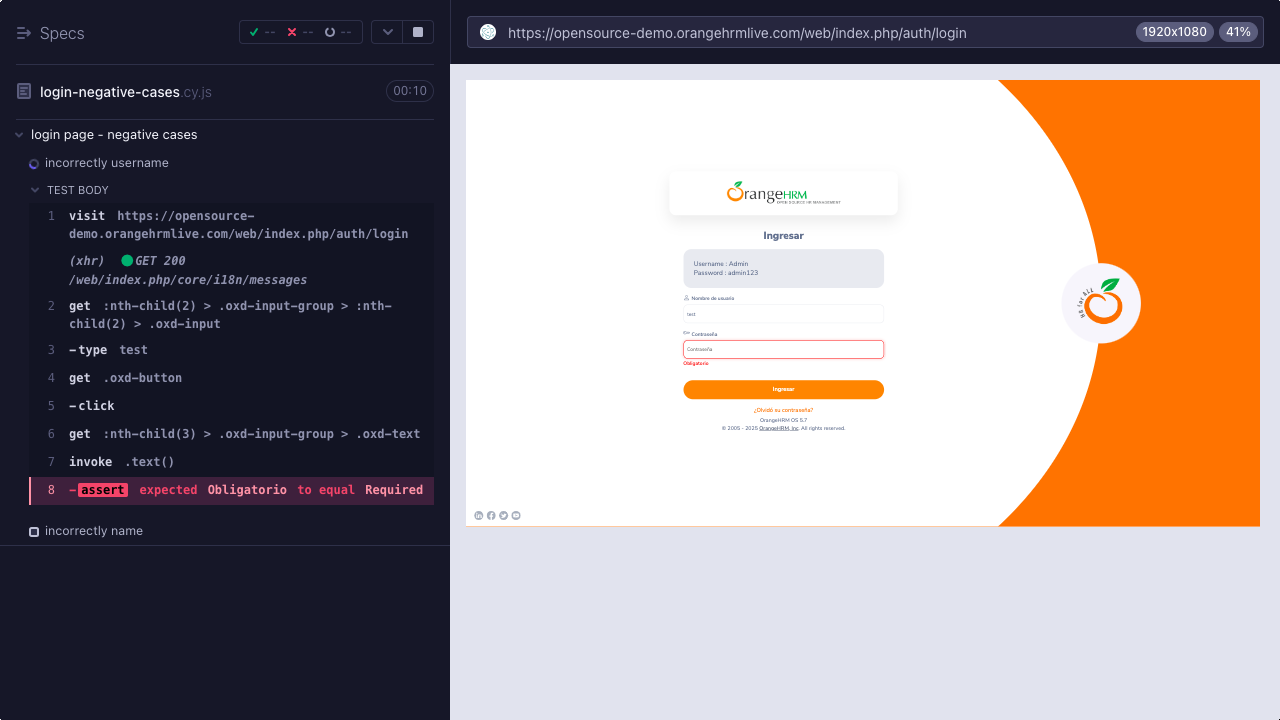 Specs
-- -- --
https://opensource-demo.orangehrmlive.com/web/index.php/auth/login
1920x1080 41%
login-negative-cases.cy.js 00:10
login page - negative cases
incorrectly username
TEST BODY
1 visit https://opensource-
demo.orangehrmlive.com/web/index.php/auth/login
(xhr) GET 200
/web/index.php/core/i18n/messages
2 get :nth-child(2) > .oxd-input-group > :nth-
child(2) > .oxd-input
3 -type test
4 get .oxd-button
5 -click
6 get :nth-child(3) > .oxd-input-group > .oxd-text
7 invoke text()
8 -assert expected Obligatorio to equal Required
incorrectly name
OrangeHRM
OPEN SOURCE HR MANAGEMENT
Ingresar
Username : Admin
Password : admin123
Nombre de usuario
test
Contraseña
Contraseña
Obligatorio
Ingresar
¿Olvidó su contraseña?
OrangeHRM OS 5.7
© 2005 - 2025 OrangeHRM, Inc. All rights reserved.
HR for ALL